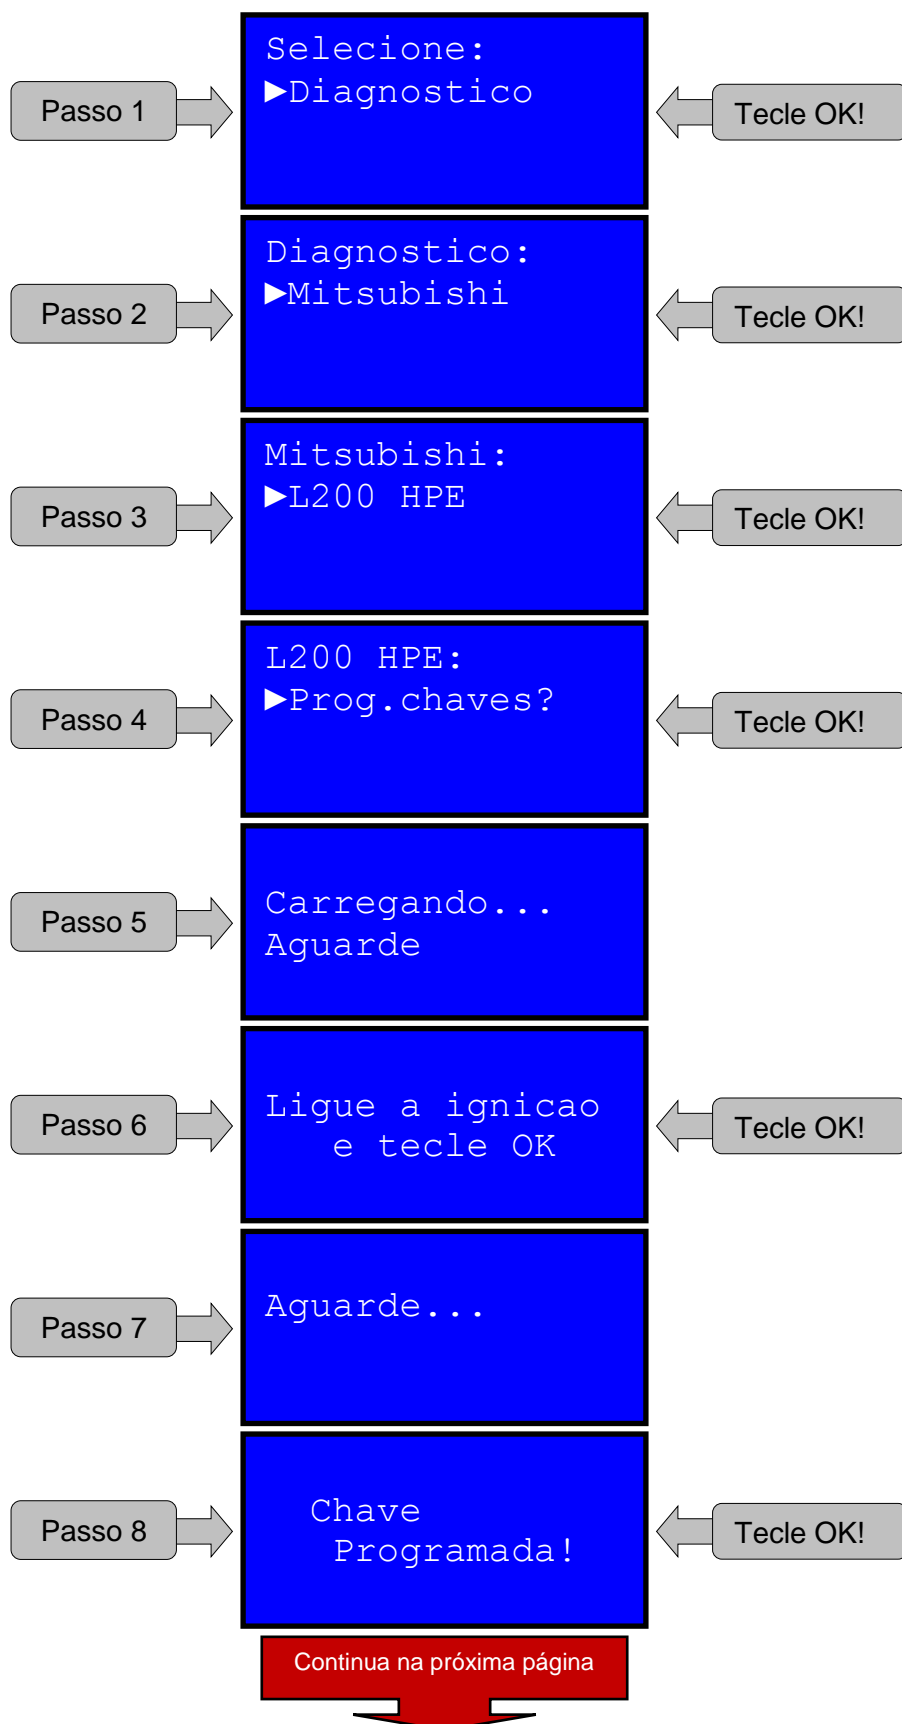 Passo 1
Selecione:
►Diagnostico
Tecle OK!
Passo 2
Diagnostico:
►Mitsubishi
Tecle OK!
Passo 3
Mitsubishi:
►L200 HPE
Tecle OK!
Passo 4
L200 HPE:
►Prog.chaves?
Tecle OK!
Passo 5
Carregando...
Aguarde
Passo 6
Ligue a ignicao
e tecle OK
Tecle OK!
Passo 7
Aguarde...
Passo 8
Chave
Programada!
Tecle OK!
Continua na próxima página